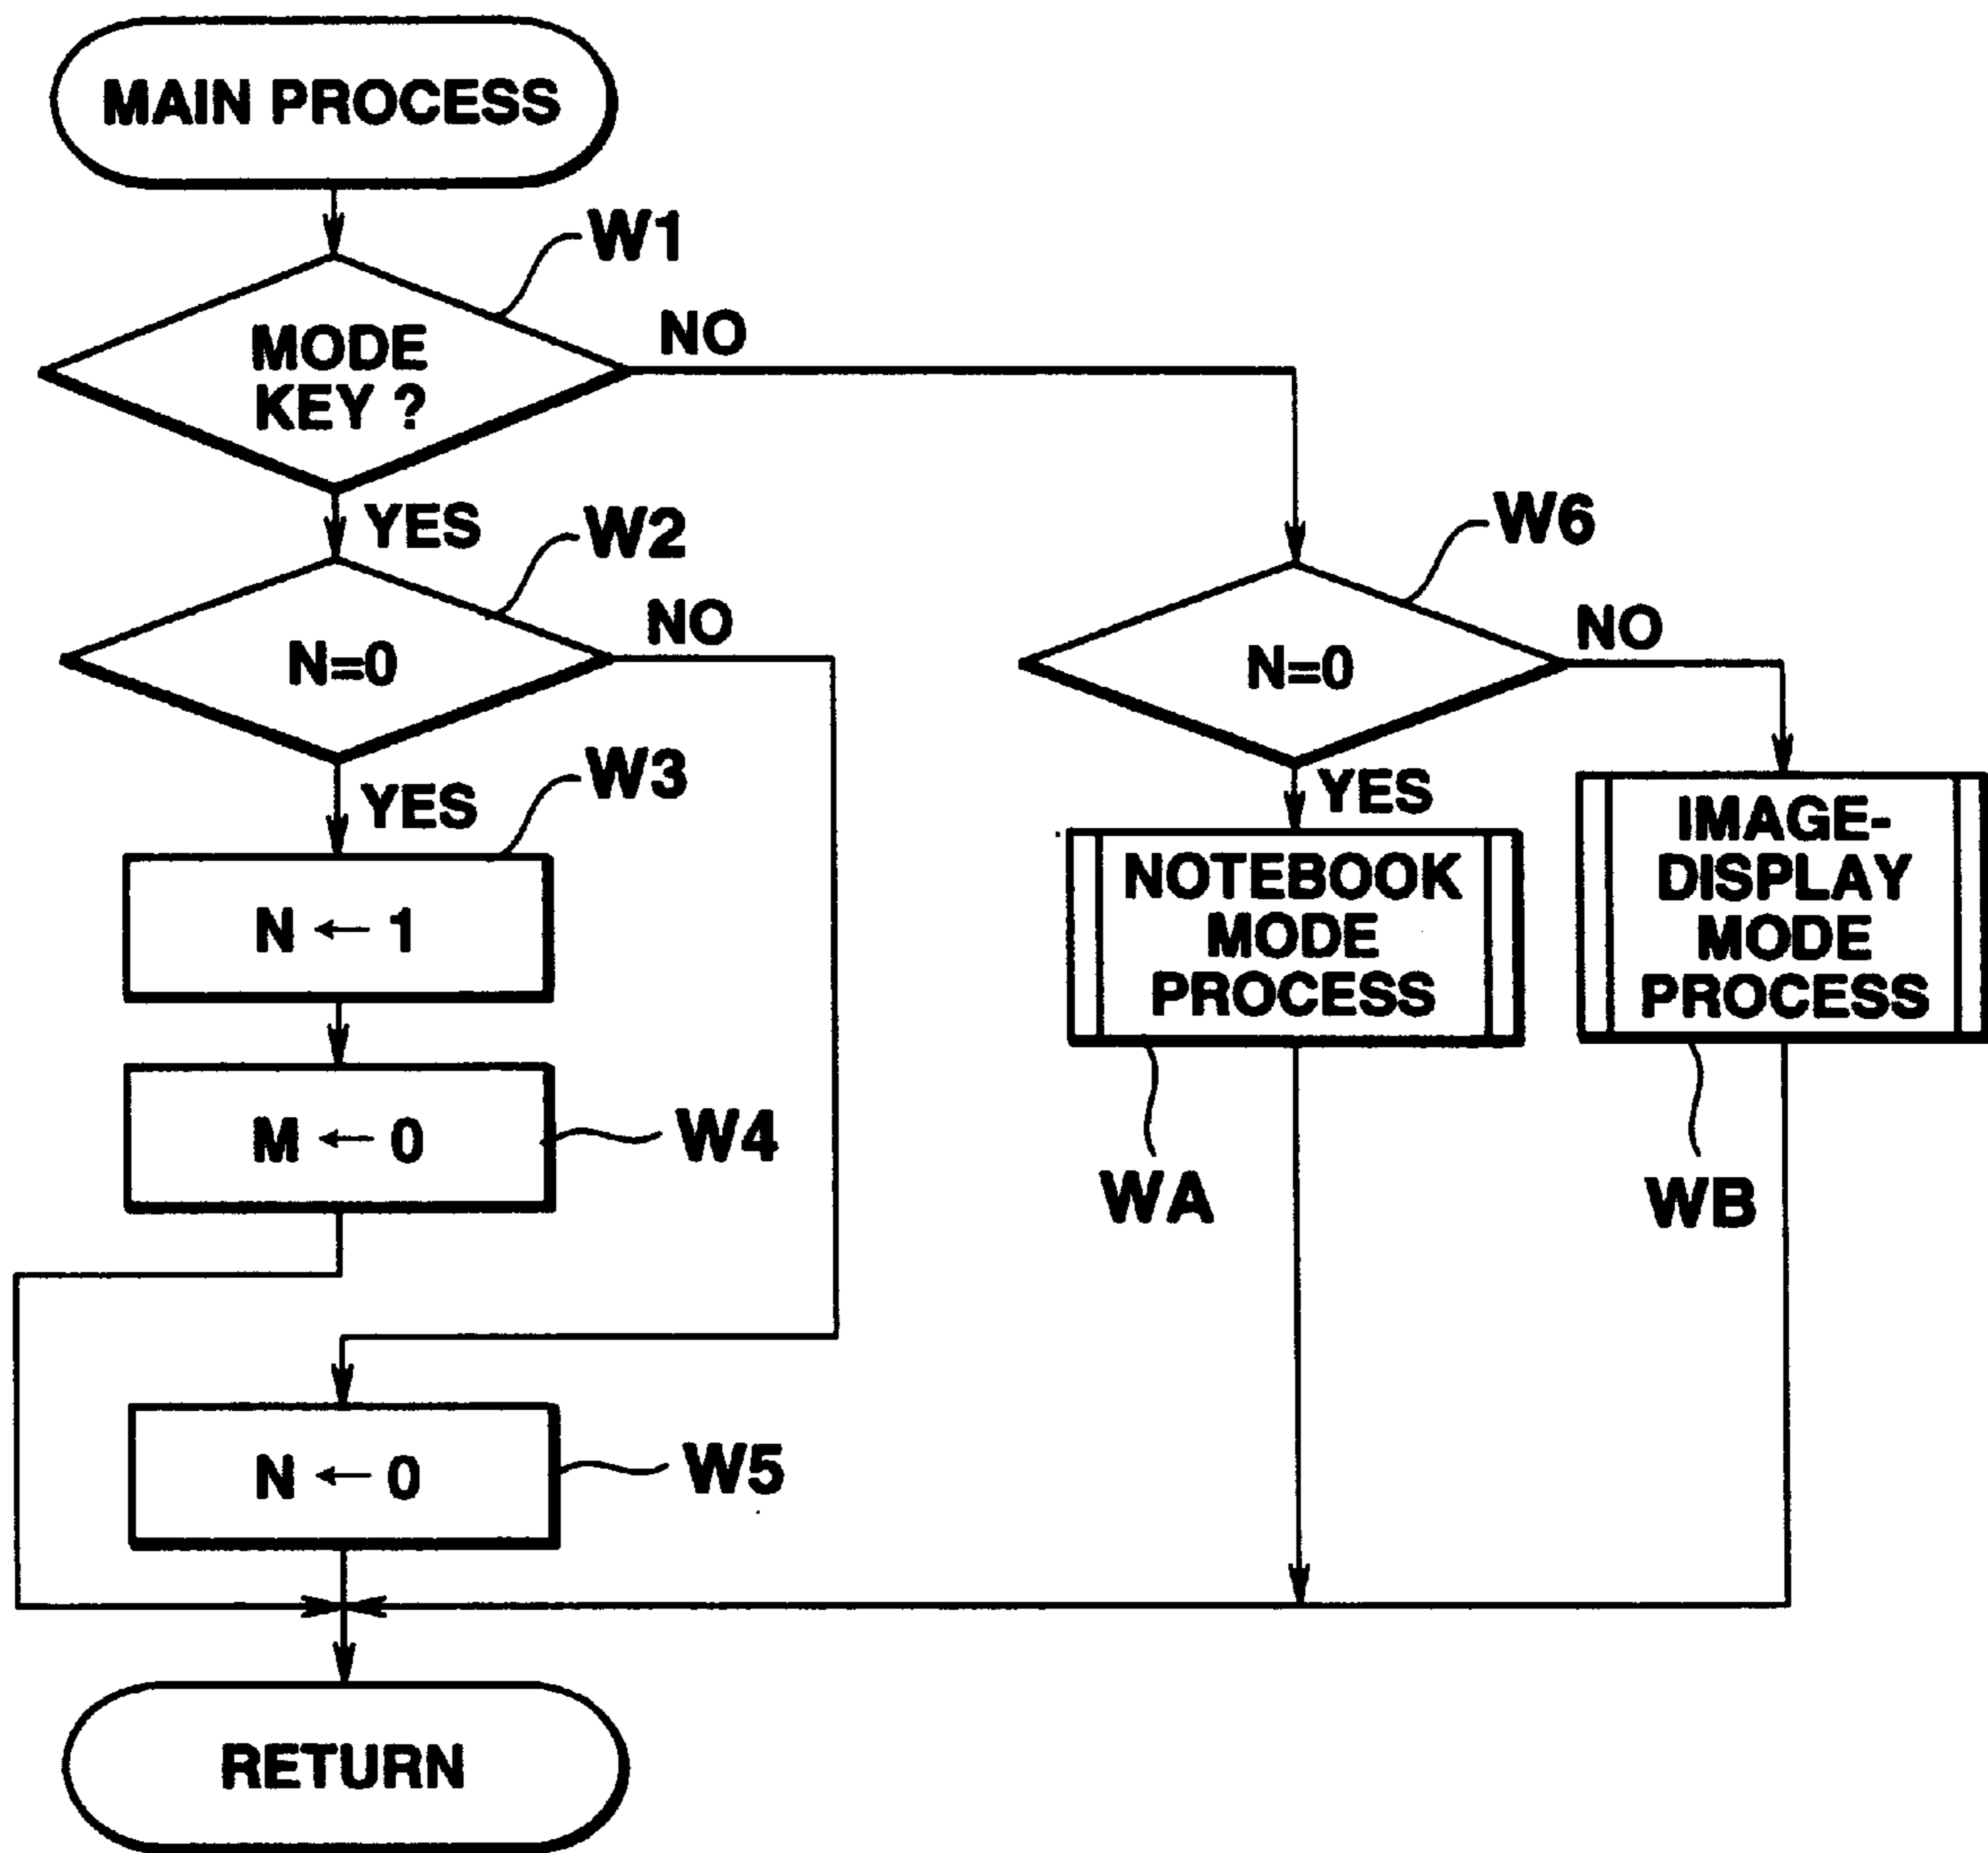 MAIN PROCESS
W1
MODE
KEY ?
NO
YES
W2
N=0
NO
YES
W3
N ← 1
M ← 0
W4
N ← 0
W5
W6
N=0
NO
YES
NOTEBOOK
MODE
PROCESS
WA
IMAGE-
DISPLAY
MODE
PROCESS
WB
RETURN